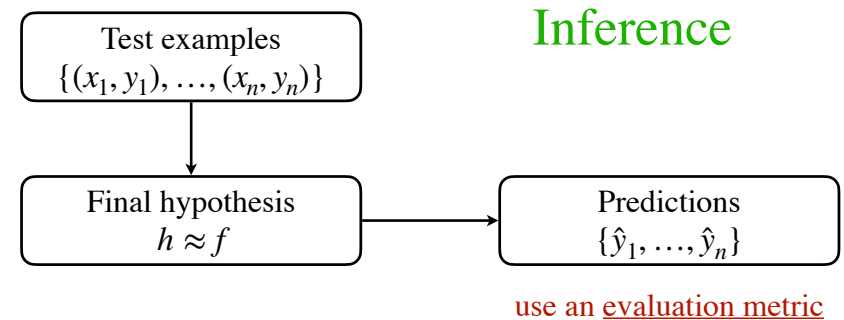 Inference
Test examples
{(x₁, y₁), …, (xₙ, yₙ)}
Final hypothesis
h ≈ f
Predictions
{ŷ₁, …, ŷₙ}
use an evaluation metric